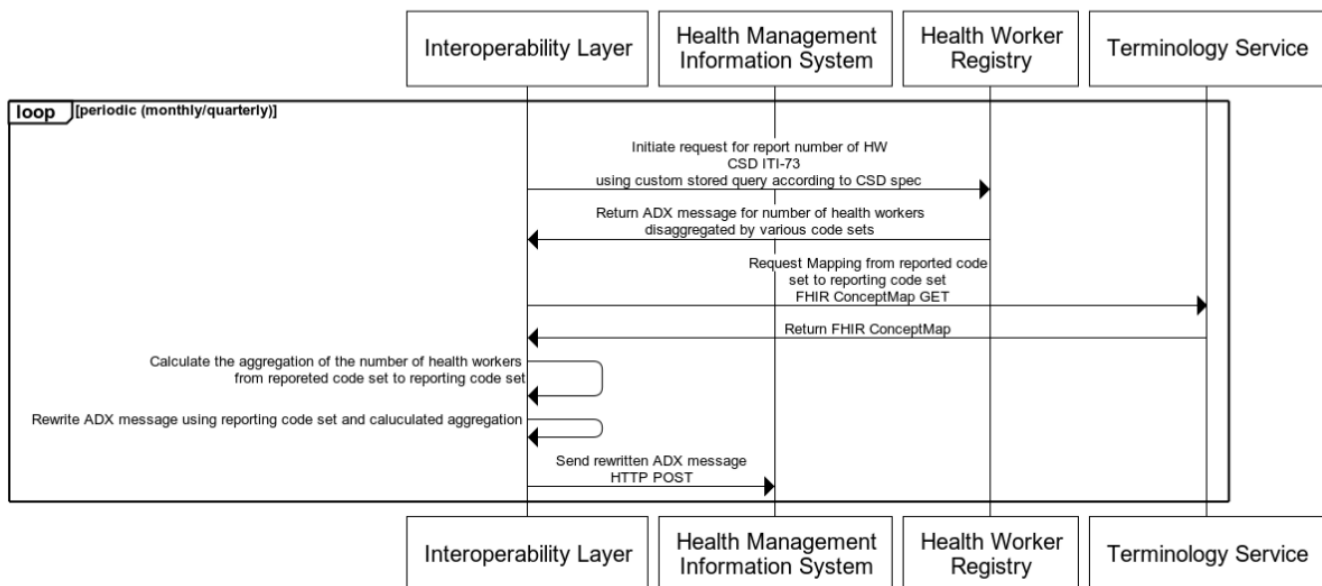 Interoperability Layer
Health Management
Information System
Health Worker
Registry
Terminology Service
loop
[periodic (monthly/quarterly)]
Initiate request for report number of HW
CSD ITI-73
using custom stored query according to CSD spec
Return ADX message for number of health workers
disaggregated by various code sets
Request Mapping from reported code
set to reporting code set
FHIR ConceptMap GET
Return FHIR ConceptMap
Calculate the aggregation of the number of health workers
from reporeted code set to reporting code set
Rewrite ADX message using reporting code set and caluculated aggregation
Send rewritten ADX message
HTTP POST
Interoperability Layer
Health Management
Information System
Health Worker
Registry
Terminology Service